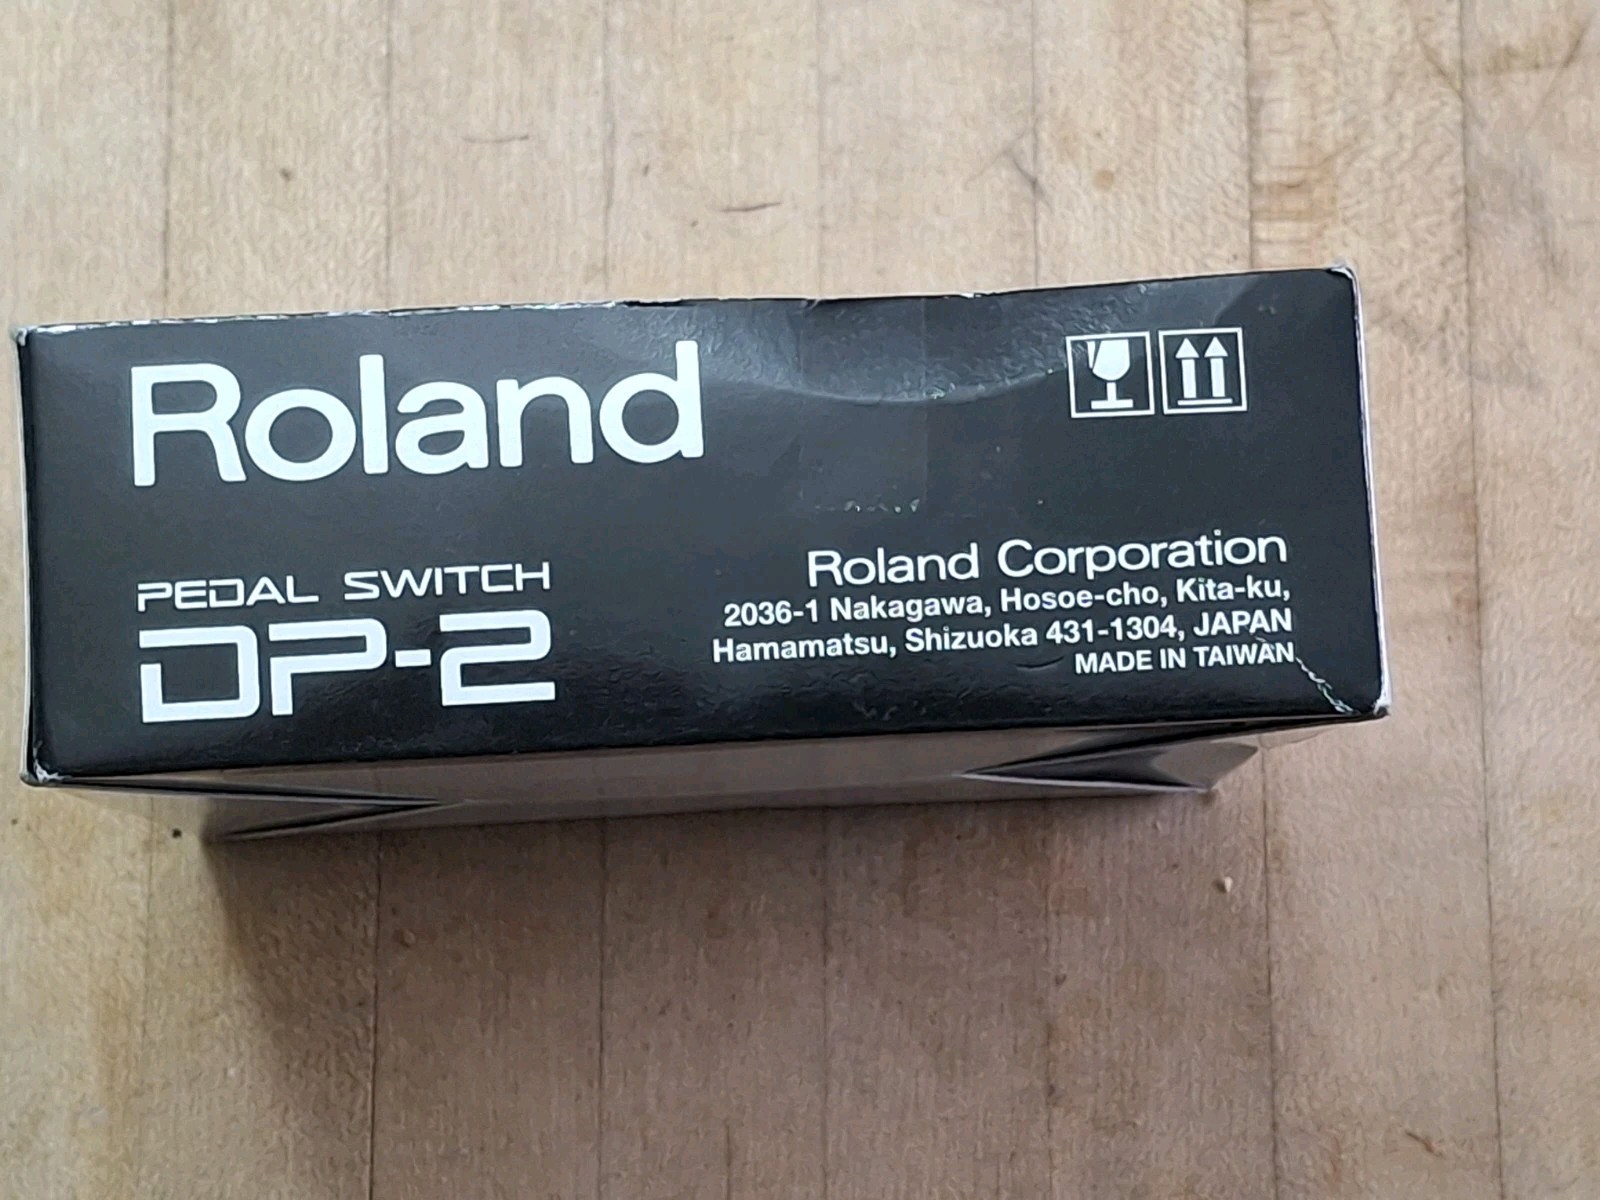 Roland
PEDAL SWITCH
DP-2
Roland Corporation
2036-1 Nakagawa, Hosoe-cho, Kita-ku,
Hamamatsu, Shizuoka 431-1304, JAPAN
MADE IN TAIWAN